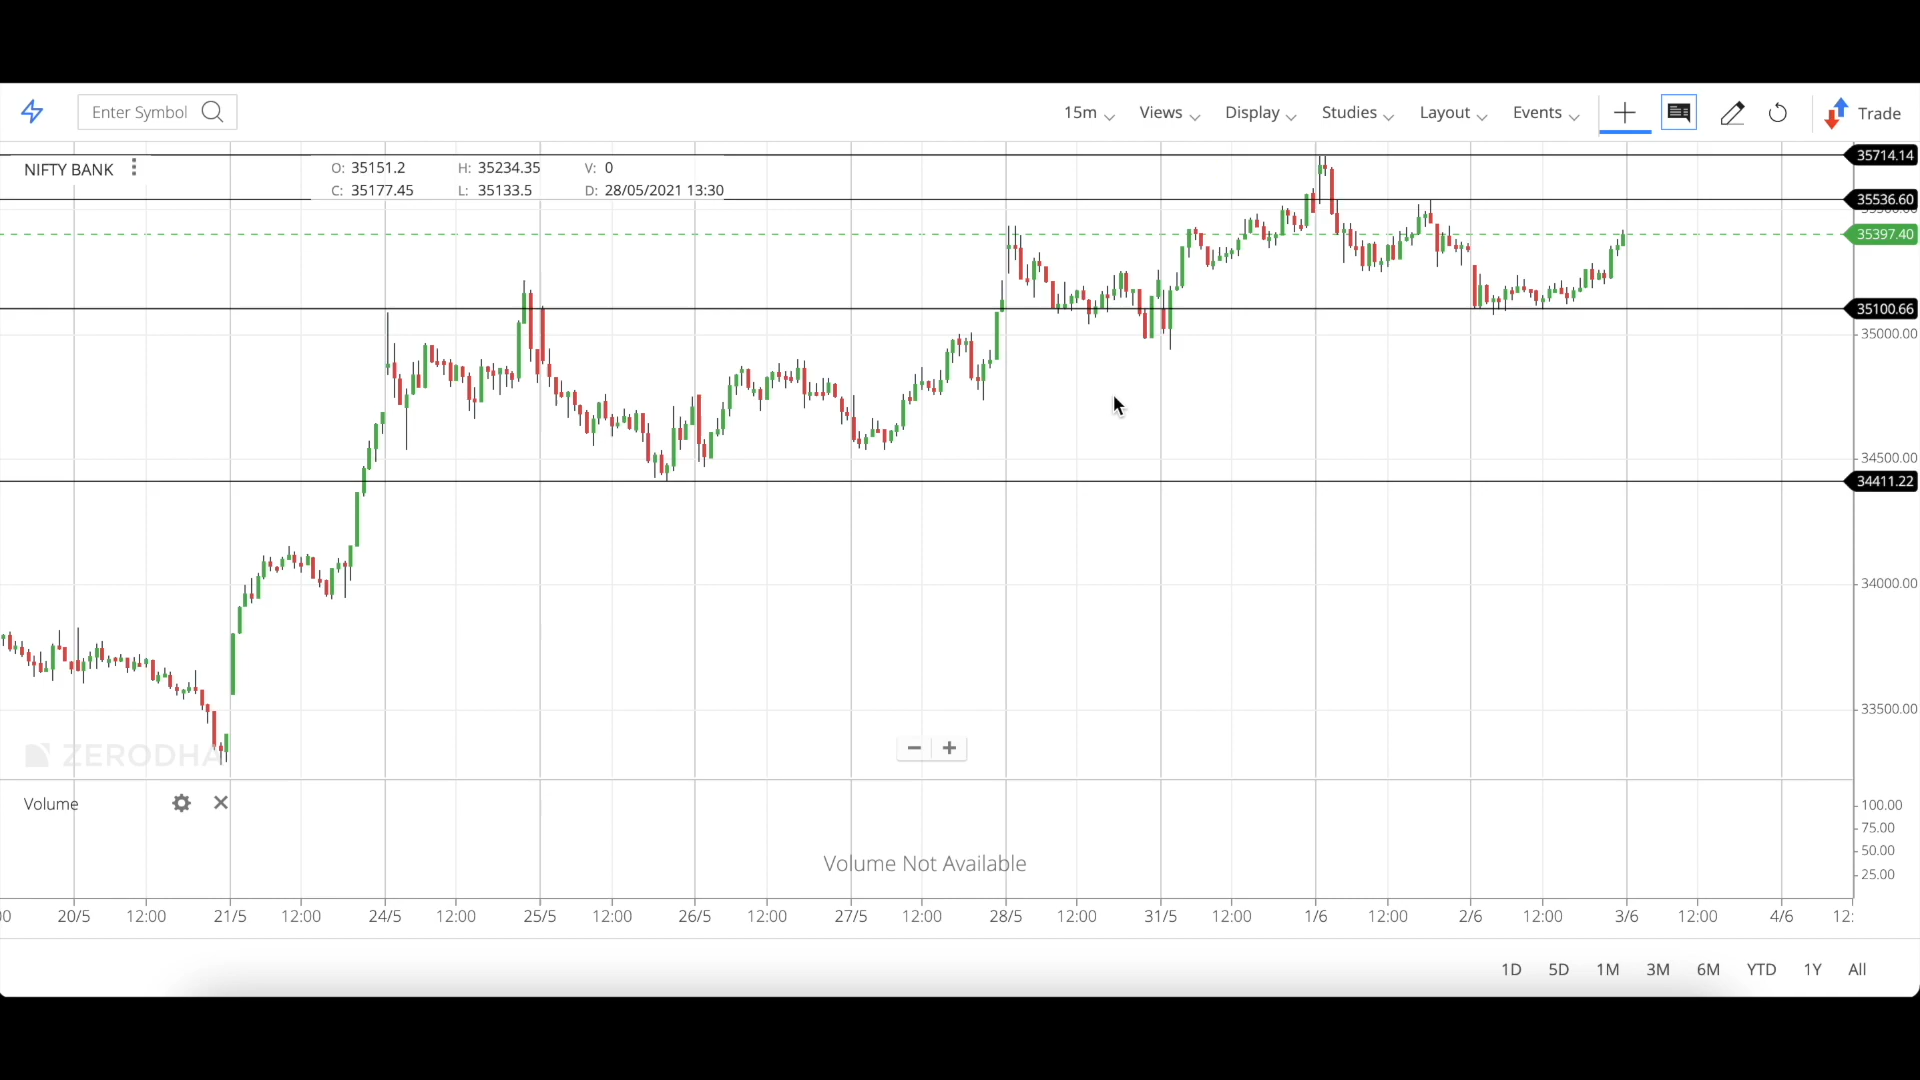 Enter Symbol
15m Views Display Studies Layout Events Trade
NIFTY BANK
O: 35151.2 H: 35234.35 V: 0
C: 35177.45 L: 35133.5 D: 28/05/2021 13:30
35714.14
35536.60
35397.40
35100.66
35000.00
34500.00
34411.22
34000.00
33500.00
ZERODHA
Volume
100.00
75.00
50.00
25.00
Volume Not Available
20/5 12:00 21/5 12:00 24/5 12:00 25/5 12:00 26/5 12:00 27/5 12:00 28/5 12:00 31/5 12:00 1/6 12:00 2/6 12:00 3/6 12:00 4/6 12:
1D 5D 1M 3M 6M YTD 1Y All